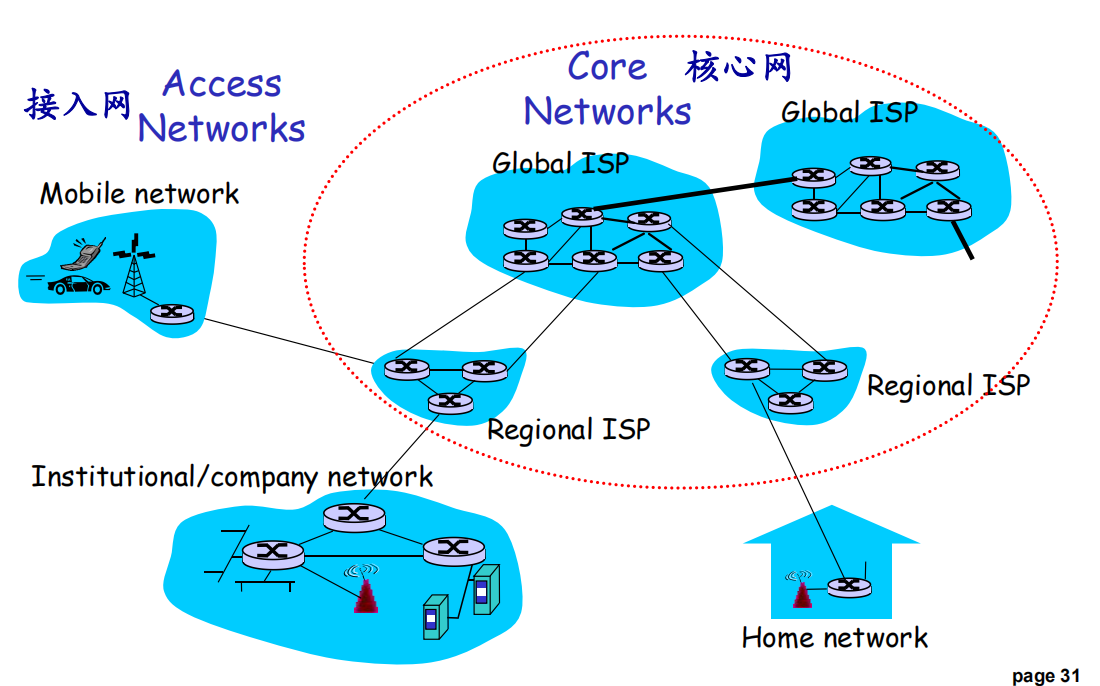 接入网
Access
Networks
Core
Networks
核心网
Global ISP
Global ISP
Mobile network
Regional ISP
Regional ISP
Institutional/company network
Home network
page 31